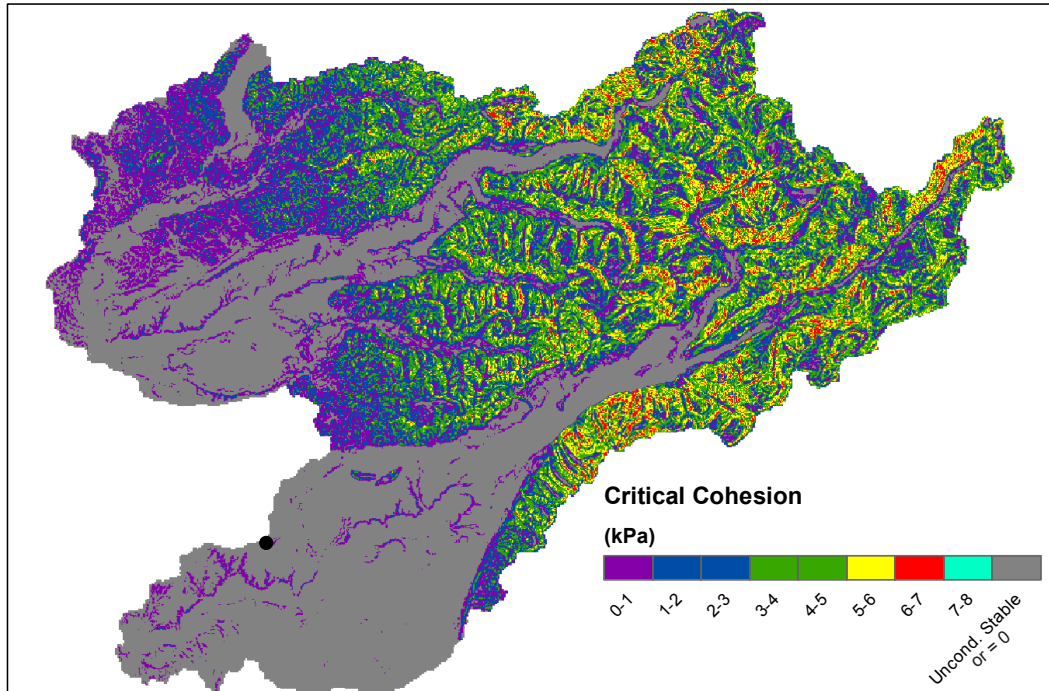 Critical Cohesion
(kPa)
0-1
1-2
2-3
3-4
4-5
5-6
6-7
7-8
Uncond. Stable
or = 0